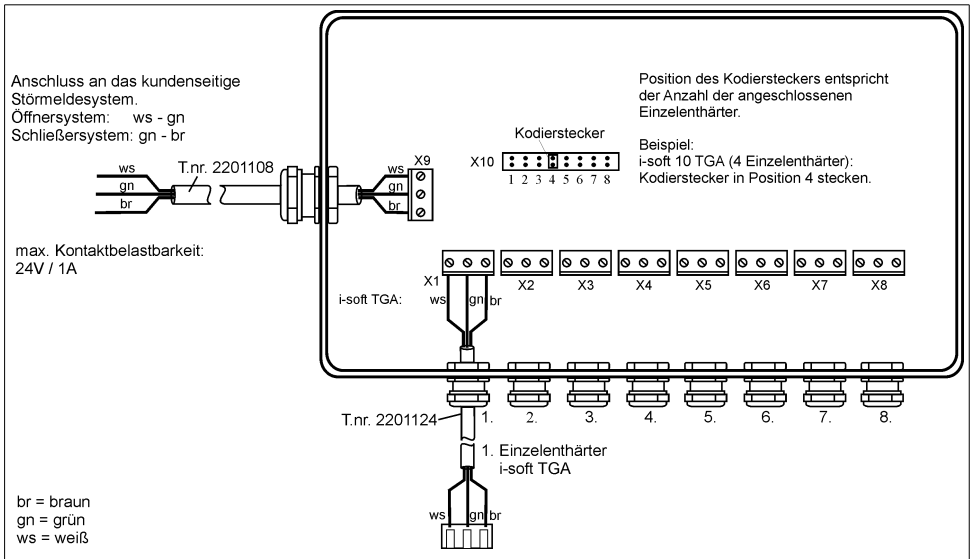 Anschluss an das kundenseitige
Störmeldesystem.
Öffnersystem: ws - gn
Schließersystem: gn - br
ws
gn
br
T.nr. 2201108
ws
gn
br
X9
max. Kontaktbelastbarkeit:
24V / 1A
Kodierstecker
X10
1 2 3 4 5 6 7 8
Position des Kodiersteckers entspricht
der Anzahl der angeschlossenen
Einzelenthärter.
Beispiel:
i-soft 10 TGA (4 Einzelenthärter):
Kodierstecker in Position 4 stecken.
X1 X2 X3 X4 X5 X6 X7 X8
i-soft TGA: ws gn br
T.nr. 2201124
1. 2. 3. 4. 5. 6. 7. 8.
1. Einzelenthärter
i-soft TGA
ws gn br
br = braun
gn = grün
ws = weiß